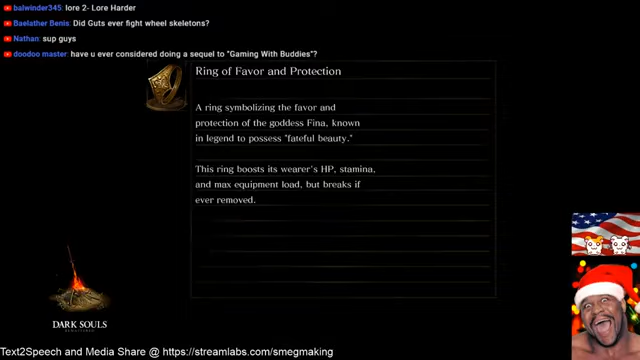 balwinder345: lore 2- Lore Harder
Baelather Benis: Did Guts ever fight wheel skeletons?
Nathan: sup guys
doodoo master: have u ever considered doing a sequel to "Gaming With Buddies"?
Ring of Favor and Protection
A ring symbolizing the favor and
protection of the goddess Fina, known
in legend to possess "fateful beauty."
This ring boosts its wearer's HP, stamina,
and max equipment load, but breaks if
ever removed.
DARK SOULS
REMASTERED
Text2Speech and Media Share @ https://streamlabs.com/smegmaking